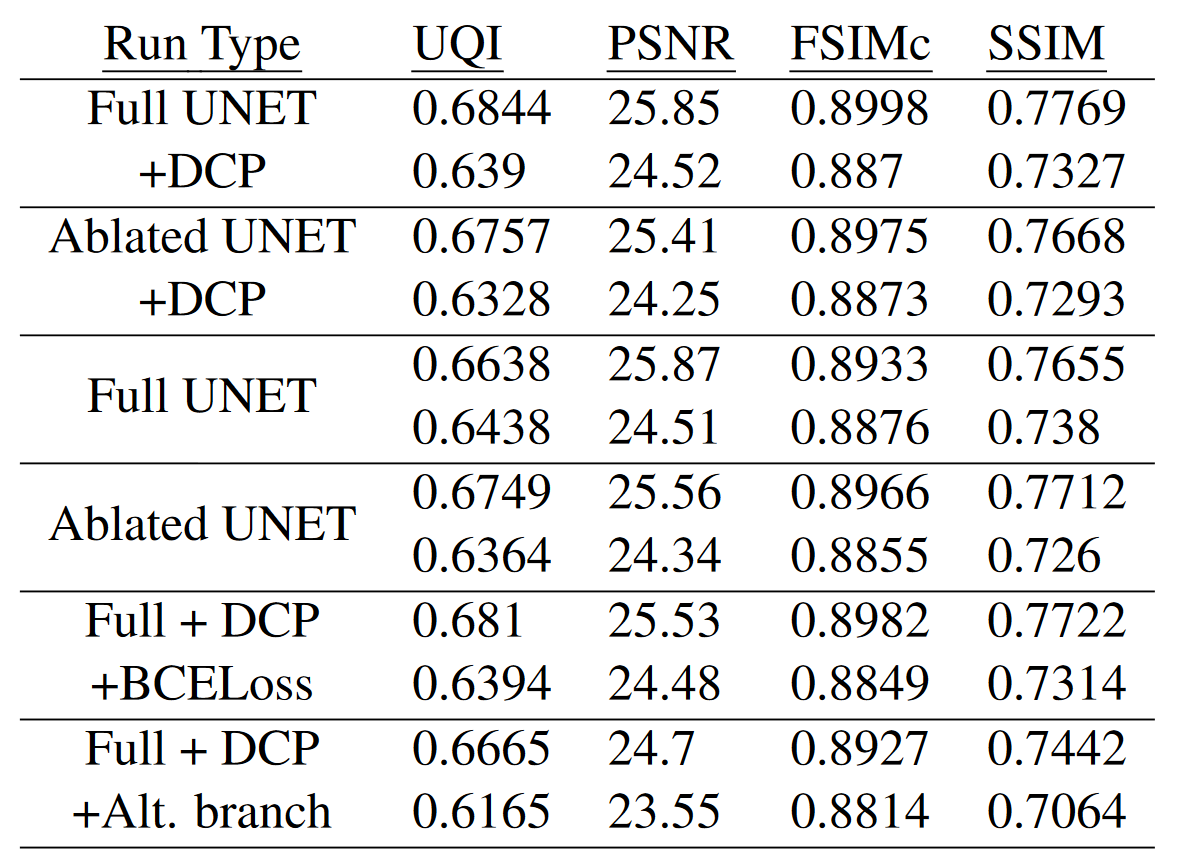 Run Type UQI PSNR FSIMc SSIM
Full UNET 0.6844 25.85 0.8998 0.7769
+DCP 0.639 24.52 0.887 0.7327
Ablated UNET 0.6757 25.41 0.8975 0.7668
+DCP 0.6328 24.25 0.8873 0.7293
Full UNET
0.6638 25.87 0.8933 0.7655
0.6438 24.51 0.8876 0.738
Ablated UNET
0.6749 25.56 0.8966 0.7712
0.6364 24.34 0.8855 0.726
Full + DCP 0.681 25.53 0.8982 0.7722
+BCELoss 0.6394 24.48 0.8849 0.7314
Full + DCP 0.6665 24.7 0.8927 0.7442
+Alt. branch 0.6165 23.55 0.8814 0.7064